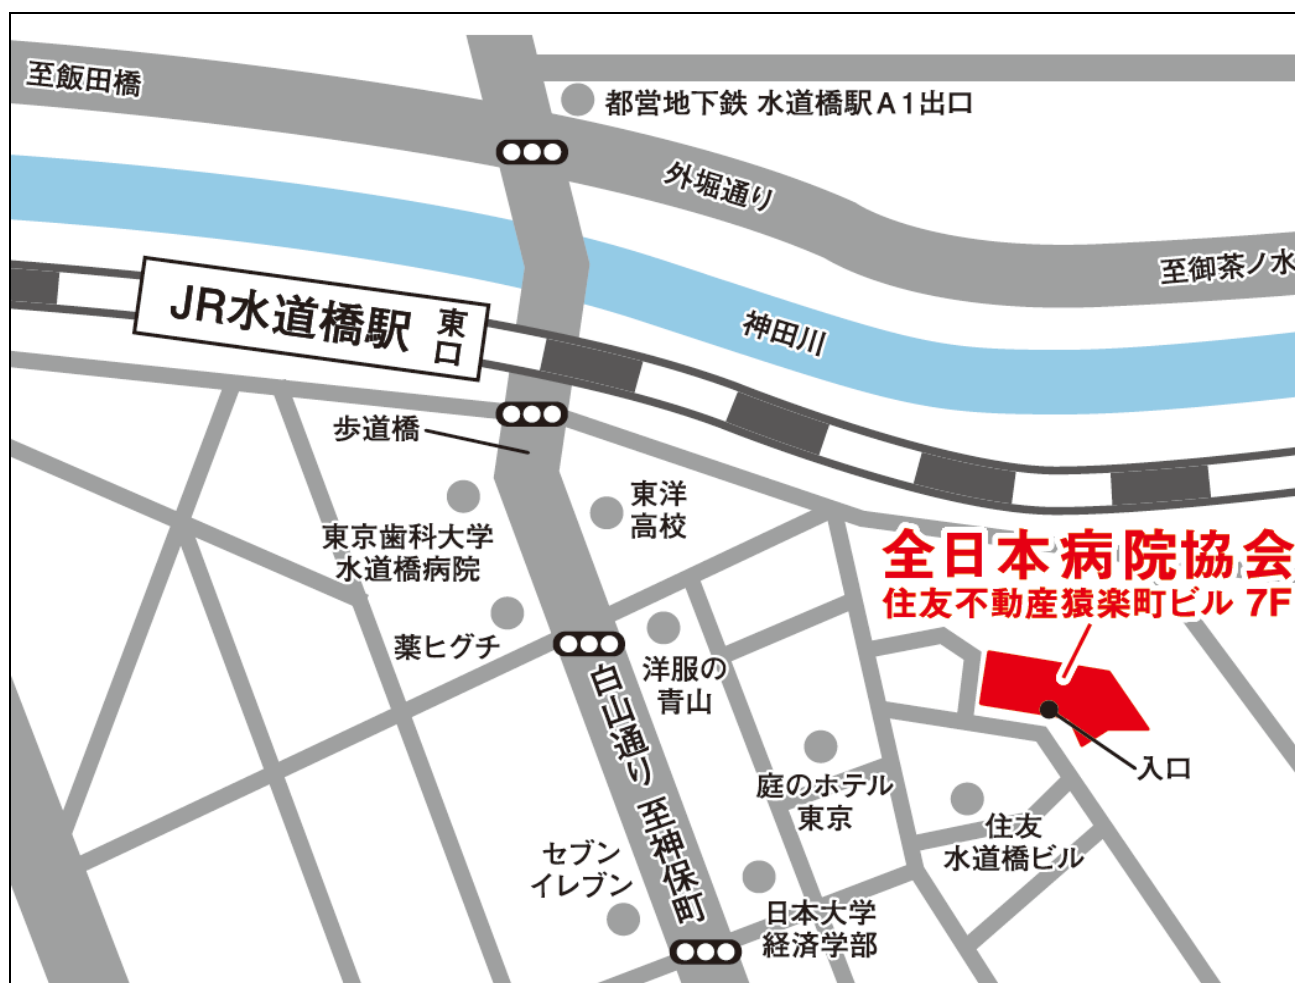 至飯田橋
都営地下鉄 水道橋駅A1出口
外堀通り
至御茶ノ水
神田川
JR水道橋駅
東口
歩道橋
東洋
高校
東京歯科大学
水道橋病院
全日本病院協会
住友不動産猿楽町ビル 7F
薬ヒグチ
洋服の
青山
白山通り 至神保町
入口
庭のホテル
東京
住友
水道橋ビル
セブン
イレブン
日本大学
経済学部